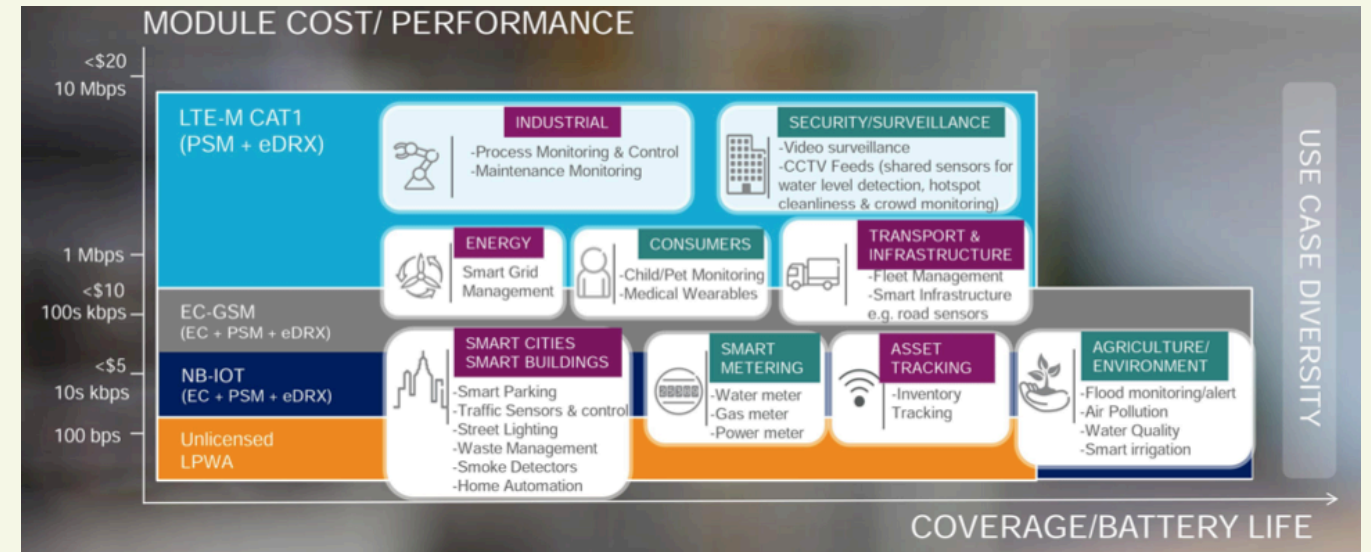 MODULE COST/ PERFORMANCE
<$20
10 Mbps
1 Mbps
<$10
100s kbps
<$5
10s kbps
100 bps
LTE-M CAT1
(PSM + eDRX)
INDUSTRIAL
-Process Monitoring & Control
-Maintenance Monitoring
SECURITY/SURVEILLANCE
-Video surveillance
-CCTV Feeds (shared sensors for
water level detection, hotspot
cleanliness & crowd monitoring)
ENERGY
Smart Grid
Management
CONSUMERS
-Child/Pet Monitoring
-Medical Wearables
TRANSPORT &
INFRASTRUCTURE
-Fleet Management
-Smart Infrastructure
e.g. road sensors
EC-GSM
(EC + PSM + eDRX)
NB-IOT
(EC + PSM + eDRX)
Unlicensed
LPWA
SMART CITIES
SMART BUILDINGS
-Smart Parking
-Traffic Sensors & control
-Street Lighting
-Waste Management
-Smoke Detectors
-Home Automation
SMART
METERING
-Water meter
-Gas meter
-Power meter
ASSET
TRACKING
-Inventory
Tracking
AGRICULTURE/
ENVIRONMENT
-Flood monitoring/alert
-Air Pollution
-Water Quality
-Smart irrigation
USE CASE DIVERSITY
COVERAGE/BATTERY LIFE